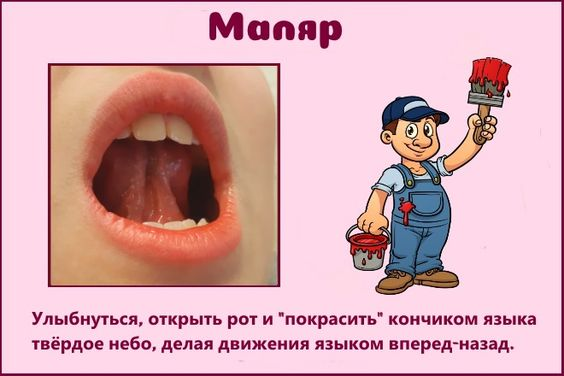 Маляр
Улыбнуться, открыть рот и "покрасить" кончиком языка
твёрдое небо, делая движения языком вперед-назад.